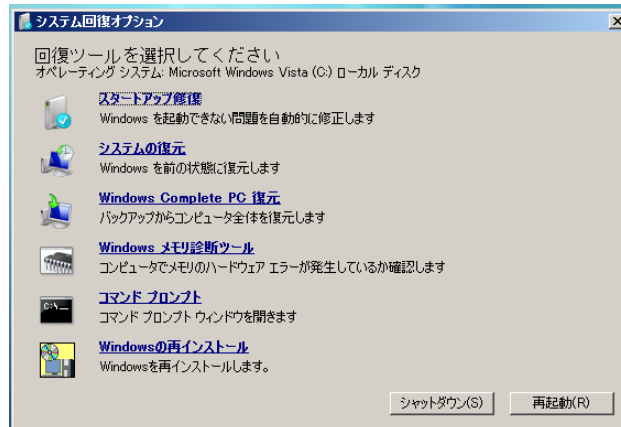 システム回復オプション
回復ツールを選択してください
オペレーティング システム: Microsoft Windows Vista (C:) ローカル ディスク
スタートアップ修復
Windows を起動できない問題を自動的に修正します
システムの復元
Windows を前の状態に復元します
Windows Complete PC 復元
バックアップからコンピュータ全体を復元します
Windows メモリ診断ツール
コンピュータでメモリのハードウェア エラーが発生しているか確認します
C:\_
コマンド プロンプト
コマンド プロンプト ウィンドウを開きます
Windowsの再インストール
Windowsを再インストールします。
シャットダウン(S)
再起動(R)